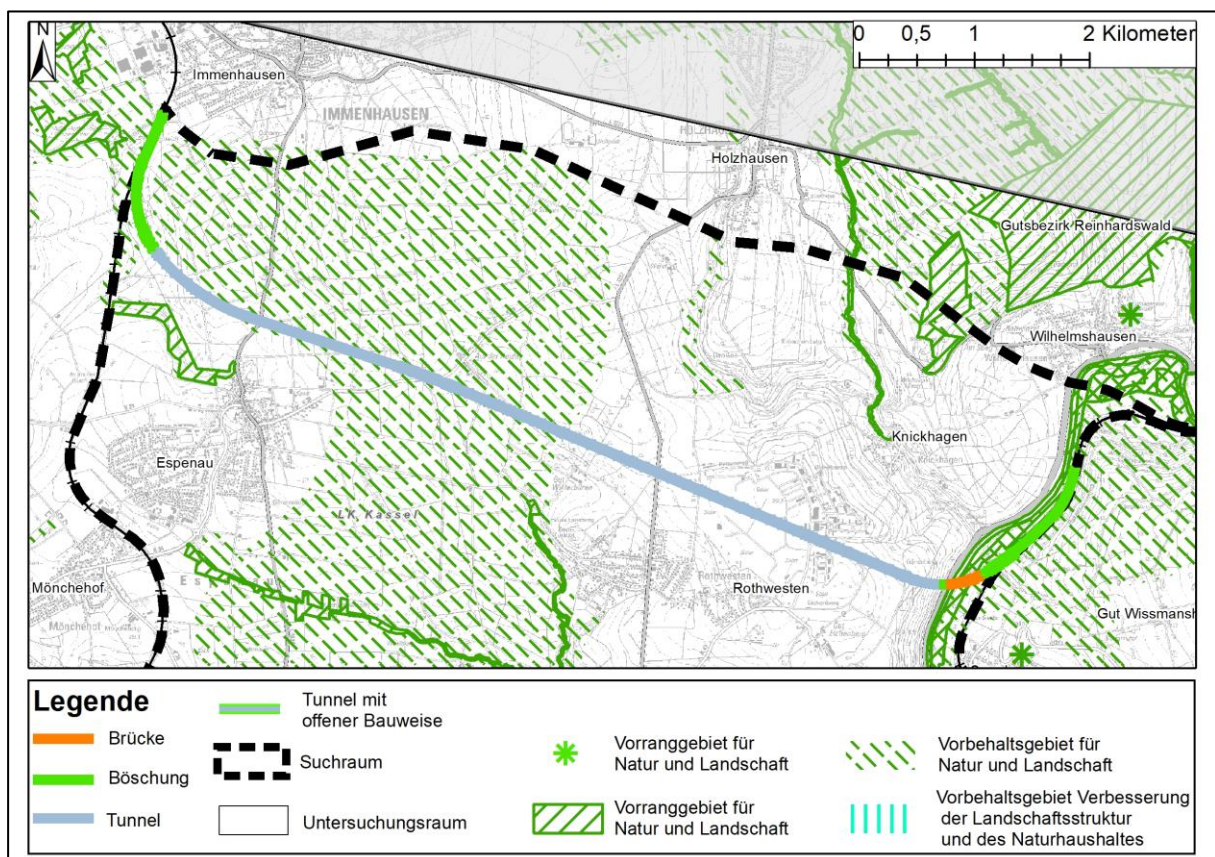 N
0 0,5 1 2 Kilometer
Immenhausen
IMMENHAUSEN
Holzhausen
Gutsbezirk Reinhardswald
Wilhelmshausen
Knickhagen
Espenau
LK Kassel
Mönchehof
Mönchehof
Rothwesten
Rothwesten
Gut Wissmansh
Legende
Brücke
Böschung
Tunnel
Tunnel mit
offener Bauweise
Suchraum
Untersuchungsraum
Vorranggebiet für
Natur und Landschaft
Vorranggebiet für
Natur und Landschaft
Vorbehaltsgebiet für
Natur und Landschaft
Vorbehaltsgebiet Verbesserung
der Landschaftsstruktur
und des Naturhaushaltes